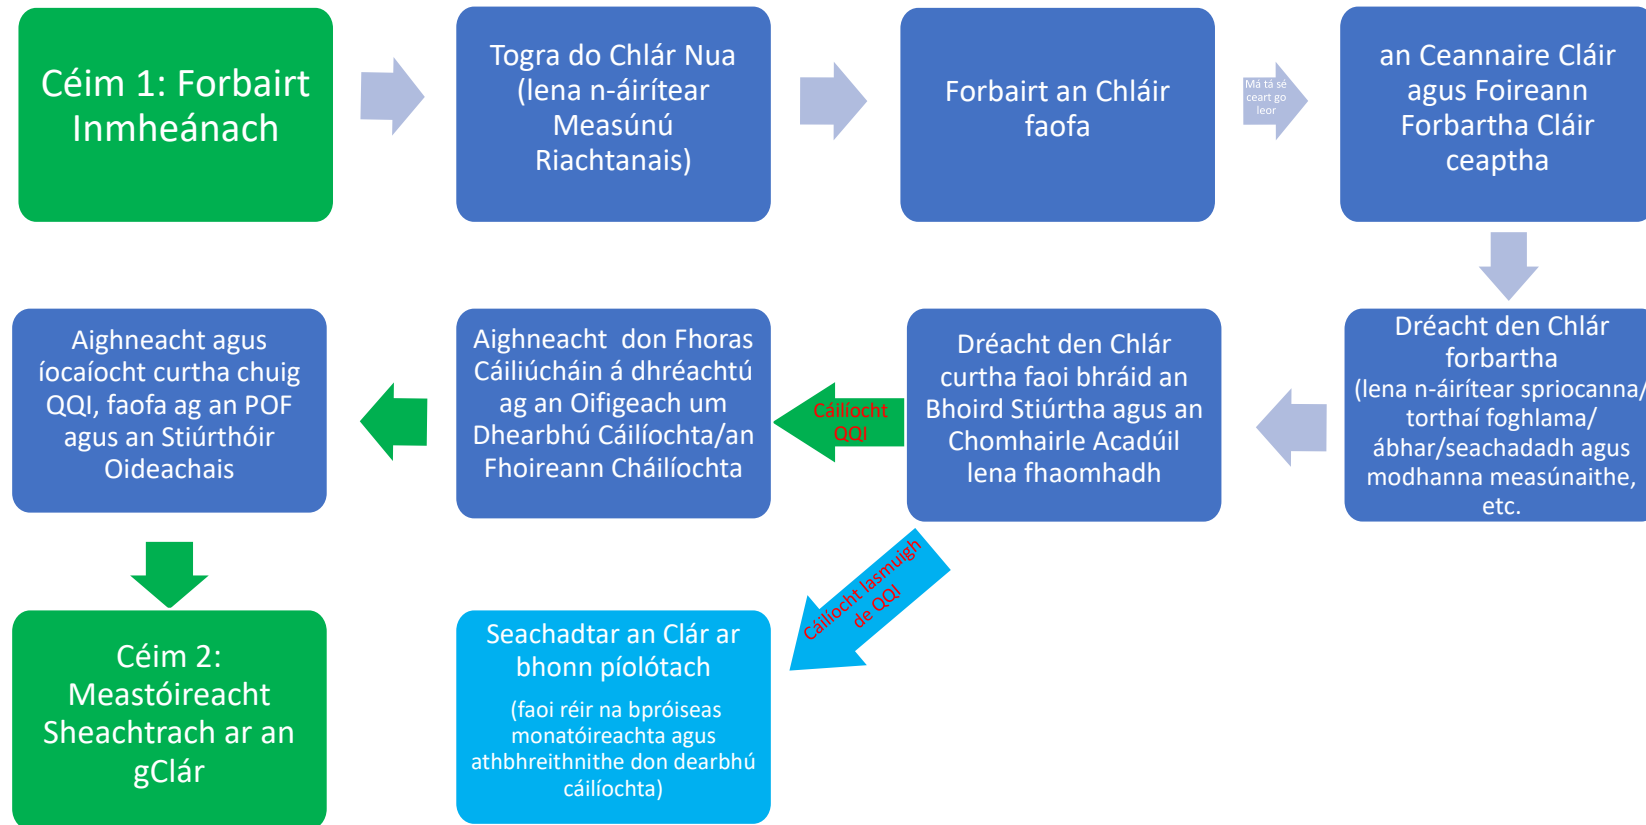 Céim 1: Forbairt
Inmheánach
Togra do Chlár Nua
(lena n-áirítear
Measúnú
Riachtanais)
Forbairt an Chláir
faofa
Má tá sé
ceart go
leor
an Ceannaire Cláir
agus Foireann
Forbartha Cláir
ceaptha
Aighneacht agus
íocaíocht curtha chuig
QQI, faofa ag an POF
agus an Stiúrthóir
Oideachais
Aighneacht don Fhoras
Cáiliúcháin á dhréachtú
ag an Oifigeach um
Dhearbhú Cáilíochta/an
Fhoireann Cháilíochta
Cáilíocht
QQI
Dréacht den Chlár
curtha faoi bhráid an
Bhoird Stiúrtha agus an
Chomhairle Acadúil
lena fhaomhadh
Dréacht den Chlár
forbartha
(lena n-áirítear spriocanna/
torthaí foghlama/
ábhar/seachadadh agus
modhanna measúnaithe,
etc.
Cáilíocht lasmuigh
de QQI
Céim 2:
Meastóireacht
Sheachtrach ar an
gClár
Seachadtar an Clár ar
bhonn píolótach
(faoi réir na bpróiseas
monatóireachta agus
athbhreithnithe don dearbhú
cáilíochta)